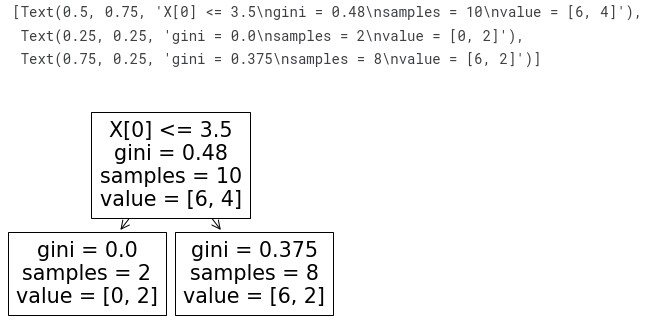 [Text(0.5, 0.75, 'X[0] <= 3.5\ngini = 0.48\nsamples = 10\nvalue = [6, 4]'),
Text(0.25, 0.25, 'gini = 0.0\nsamples = 2\nvalue = [0, 2]'),
Text(0.75, 0.25, 'gini = 0.375\nsamples = 8\nvalue = [6, 2]')]
X[0] <= 3.5
gini = 0.48
samples = 10
value = [6, 4]
gini = 0.0
samples = 2
value = [0, 2]
gini = 0.375
samples = 8
value = [6, 2]